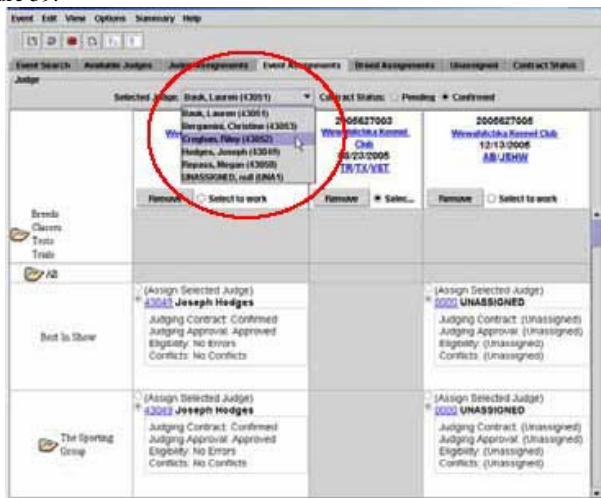 Event Edit View Options Summary Help
Event Search Available Judges Judge Assignments Event Assignments Breed Assignments Unassigned Contract Status
Judge
Selected Judge: Bauk, Lauren (43051) Contract Status: Pending Confirmed
Bauk, Lauren (43051)
Bergamini, Christine (43053)
Creghan, Riley (43052)
Hodges, Joseph (43049)
Repass, Megan (43050)
UNASSIGNED, null (UNA1)
2005627003
Wewahitchka Kennel
Club
08/23/2005
TR/TX/VET
2005627005
Wewahitchka Kennel Club
12/13/2006
AB/JSHW
Remove Select to work Remove Selec... Remove Select to work
Breeds
Classes
Tests
Trials
AB
Best In Show
(Assign Selected Judge)
43049 Joseph Hodges
Judging Contract: Confirmed
Judging Approval: Approved
Eligibility: No Errors
Conflicts: No Conflicts
(Assign Selected Judge)
0000 UNASSIGNED
Judging Contract: (Unassigned)
Judging Approval: (Unassigned)
Eligibility: (Unassigned)
Conflicts: (Unassigned)
The Sporting
Group
(Assign Selected Judge)
43049 Joseph Hodges
Judging Contract: Confirmed
Judging Approval: Approved
Eligibility: No Errors
Conflicts: No Conflicts
(Assign Selected Judge)
0000 UNASSIGNED
Judging Contract: (Unassigned)
Judging Approval: (Unassigned)
Eligibility: (Unassigned)
Conflicts: (Unassigned)